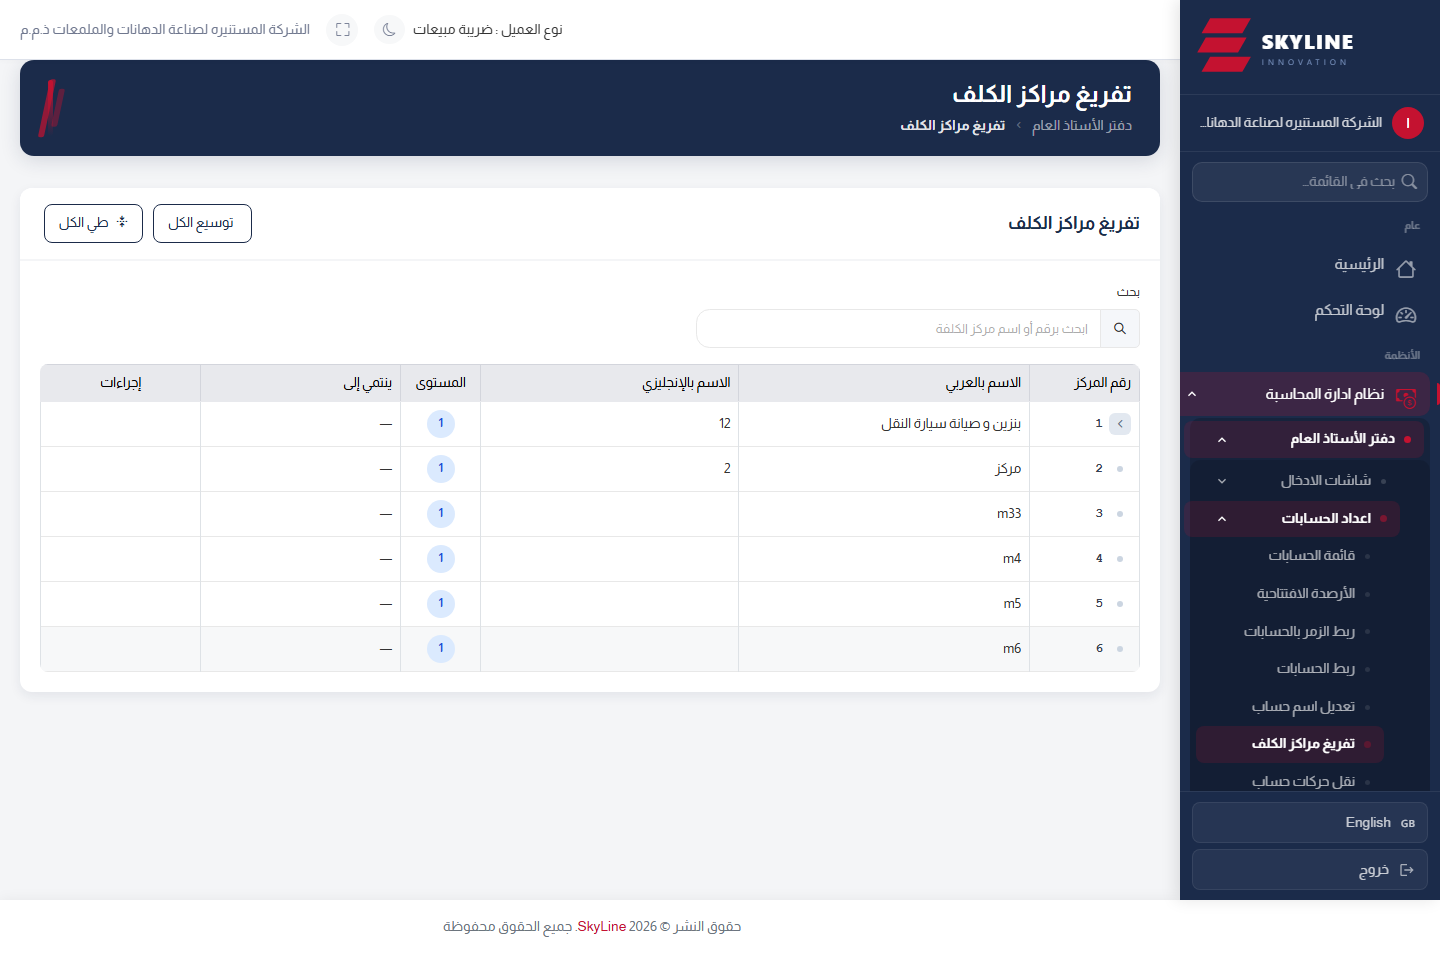 SKYLINE
INNOVATION
ا
الشركة المستنيره لصناعة الدهانا...
بحث في القائمة...
عام
الرئيسية
لوحة التحكم
الأنظمة
نظام ادارة المحاسبة
دفتر الأستاذ العام
شاشات الادخال
اعداد الحسابات
قائمة الحسابات
الأرصدة الافتتاحية
ربط الزمر بالحسابات
ربط الحسابات
تعديل اسم حساب
تفريغ مراكز الكلف
نقل حركات حساب
GB English
خروج
نوع العميل : ضريبة مبيعات
الشركة المستنيره لصناعة الدهانات والملمعات ذ.م.م
تفريغ مراكز الكلف
دفتر الأستاذ العام
تفريغ مراكز الكلف
تفريغ مراكز الكلف
توسيع الكل
طي الكل
بحث
ابحث برقم أو اسم مركز الكلفة
رقم المركز الاسم بالعربي الاسم بالإنجليزي المستوى ينتمي إلى إجراءات
1 بنزين و صيانة سيارة النقل 12 1 —
2 مركز 2 1 —
3 m33 1 —
4 m4 1 —
5 m5 1 —
6 m6 1 —
حقوق النشر © 2026 SkyLine. جميع الحقوق محفوظة